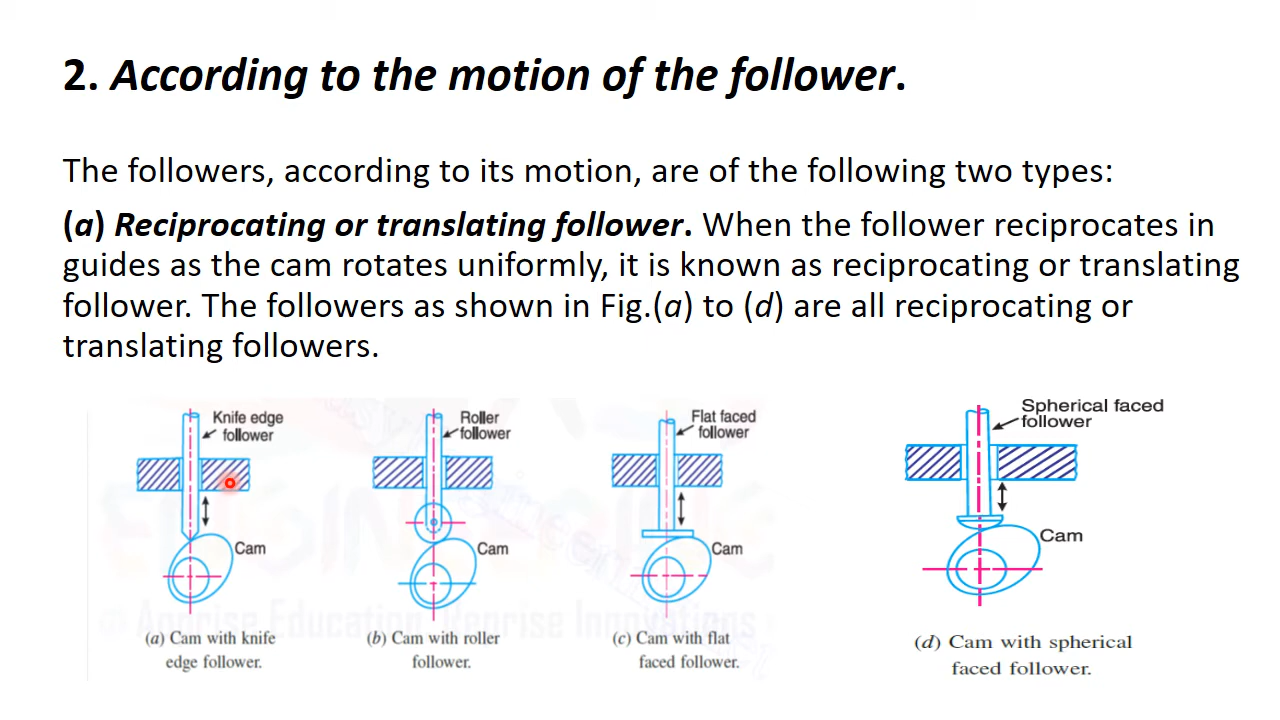 2. According to the motion of the follower.
The followers, according to its motion, are of the following two types:
(a) Reciprocating or translating follower. When the follower reciprocates in
guides as the cam rotates uniformly, it is known as reciprocating or translating
follower. The followers as shown in Fig.(a) to (d) are all reciprocating or
translating followers.
Knife edge
follower
Cam
(a) Cam with knife
edge follower.
Roller
follower
Cam
(b) Cam with roller
follower.
Flat faced
follower
Cam
(c) Cam with flat
faced follower.
Spherical faced
follower
Cam
(d) Cam with spherical
faced follower.
Apprise Education, Reprise Innovations